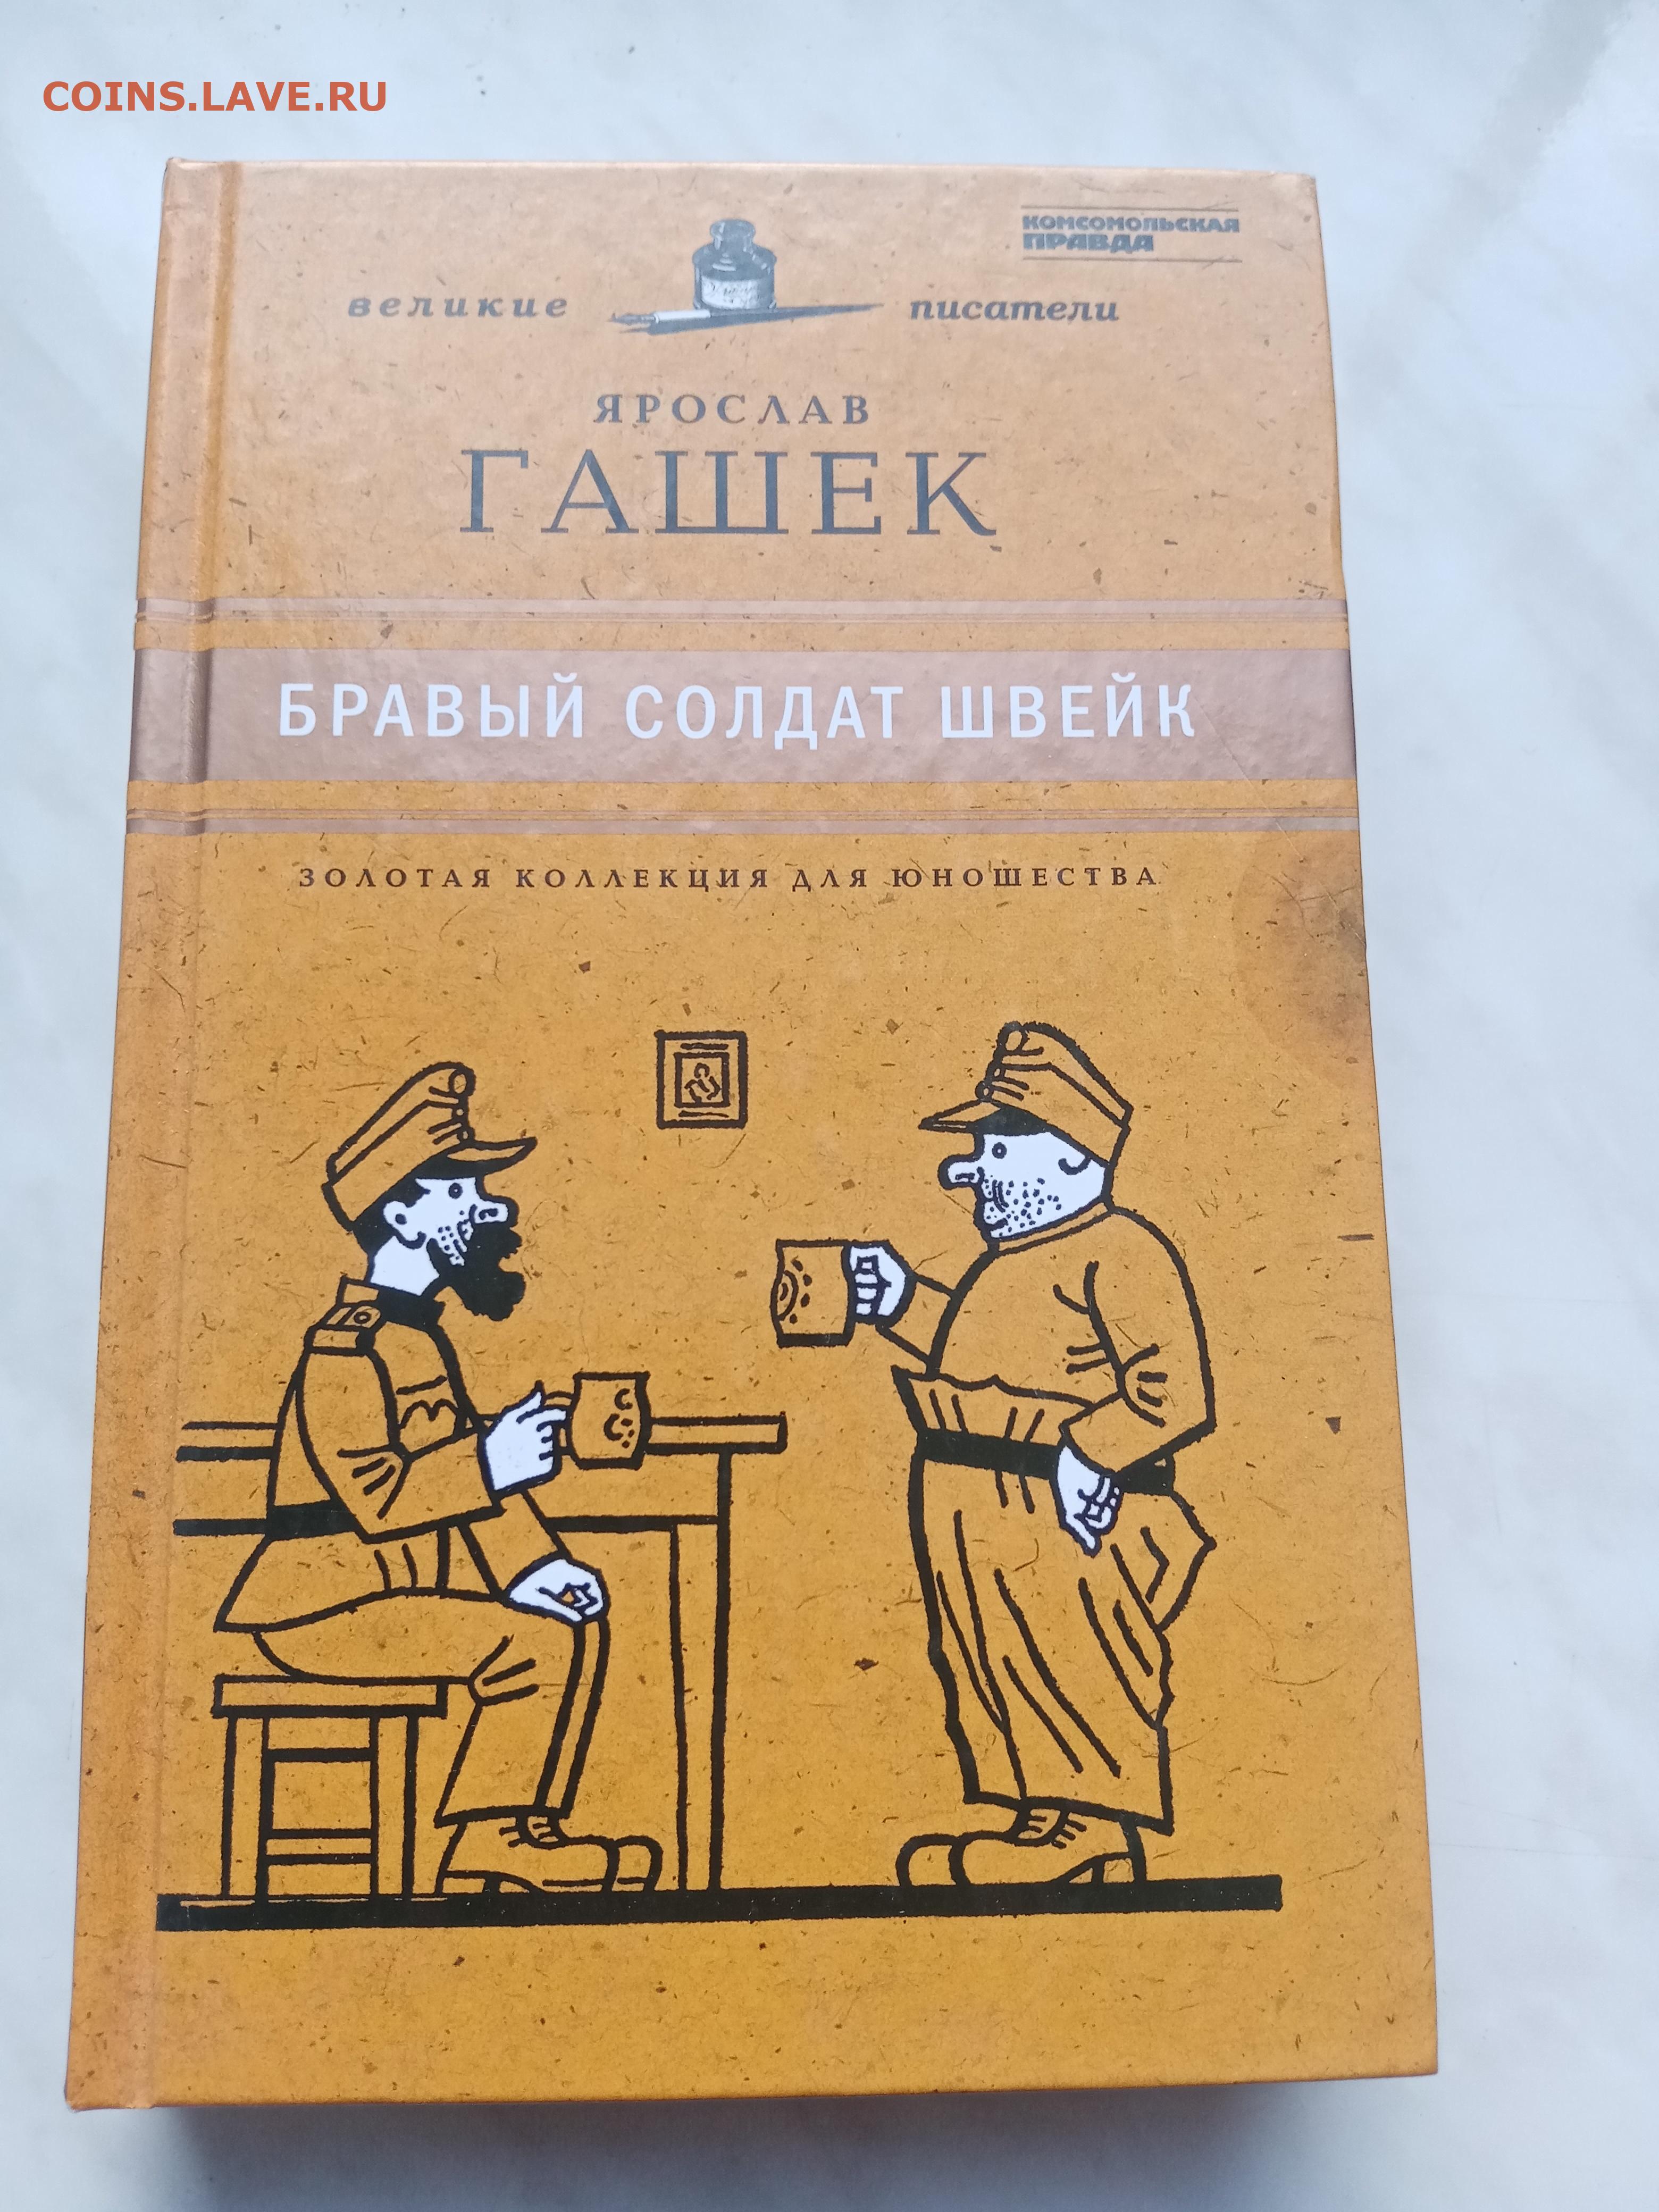 COINS.LAVE.RU
КОМСОМОЛЬСКАЯ
ПРАВДА
великие писатели
ЯРОСЛАВ
ГАШЕК
БРАВЫЙ СОЛДАТ ШВЕЙК
ЗОЛОТАЯ КОЛЛЕКЦИЯ ДЛЯ ЮНОШЕСТВА